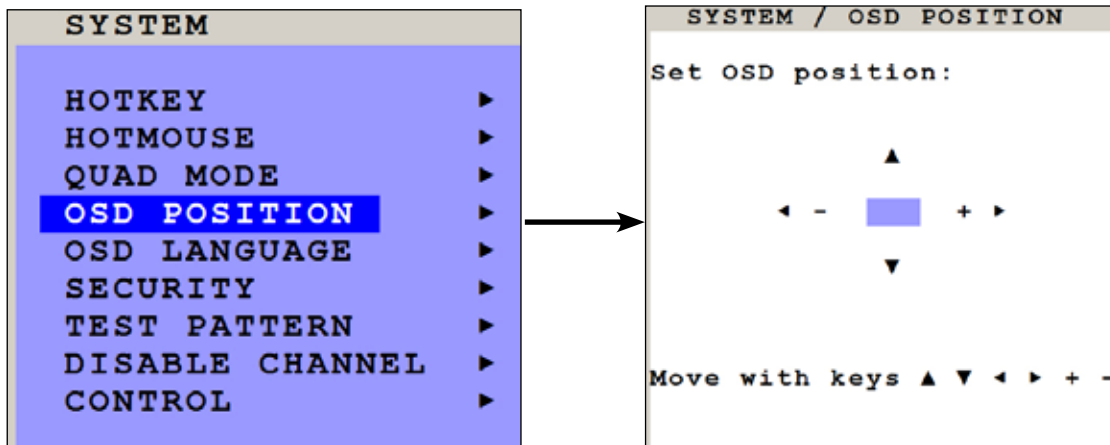 SYSTEM
HOTKEY ►
HOTMOUSE ►
QUAD MODE ►
OSD POSITION ►
OSD LANGUAGE ►
SECURITY ►
TEST PATTERN ►
DISABLE CHANNEL ►
CONTROL ►
SYSTEM / OSD POSITION
Set OSD position:
▲
◄ - + ►
▼
Move with keys ▲ ▼ ◄ ► + -